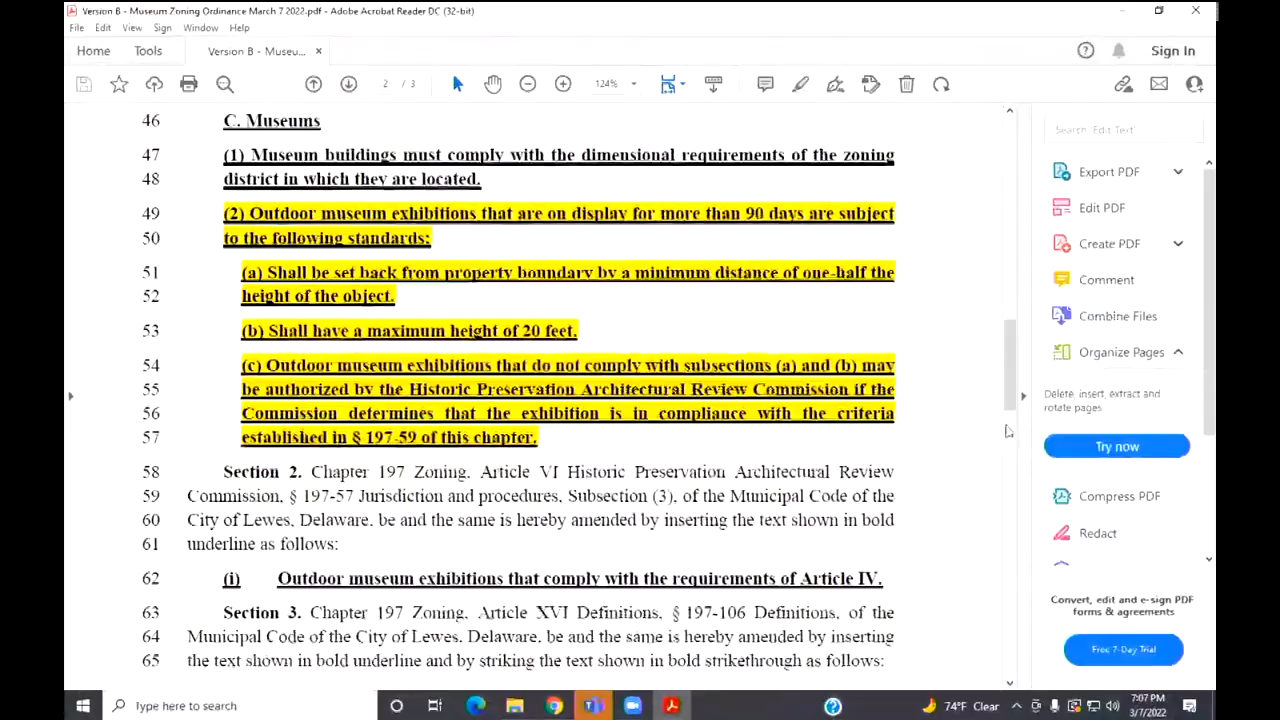 Version B - Museum Zoning Ordinance March 7 2022.pdf - Adobe Acrobat Reader DC (32-bit)
File Edit View Sign Window Help
Home Tools Version B - Museu... × Sign In
2 / 3 124%
46 C. Museums
47 (1) Museum buildings must comply with the dimensional requirements of the zoning
48 district in which they are located.
49 (2) Outdoor museum exhibitions that are on display for more than 90 days are subject
50 to the following standards:
51 (a) Shall be set back from property boundary by a minimum distance of one-half the
52 height of the object.
53 (b) Shall have a maximum height of 20 feet.
54 (c) Outdoor museum exhibitions that do not comply with subsections (a) and (b) may
55 be authorized by the Historic Preservation Architectural Review Commission if the
56 Commission determines that the exhibition is in compliance with the criteria
57 established in § 197-59 of this chapter.
58 Section 2. Chapter 197 Zoning, Article VI Historic Preservation Architectural Review
59 Commission, § 197-57 Jurisdiction and procedures, Subsection (3), of the Municipal Code of the
60 City of Lewes, Delaware, be and the same is hereby amended by inserting the text shown in bold
61 underline as follows:
62 (i) Outdoor museum exhibitions that comply with the requirements of Article IV.
63 Section 3. Chapter 197 Zoning, Article XVI Definitions, § 197-106 Definitions, of the
64 Municipal Code of the City of Lewes, Delaware, be and the same is hereby amended by inserting
65 the text shown in bold underline and by striking the text shown in bold strikethrough as follows:
Search 'Edit Text'
Export PDF
Edit PDF
Create PDF
Comment
Combine Files
Organize Pages
Delete, insert, extract and
rotate pages.
Try now
Compress PDF
Redact
Convert, edit and e-sign PDF
forms & agreements
Free 7-Day Trial
Type here to search
74°F Clear
7:07 PM
3/7/2022